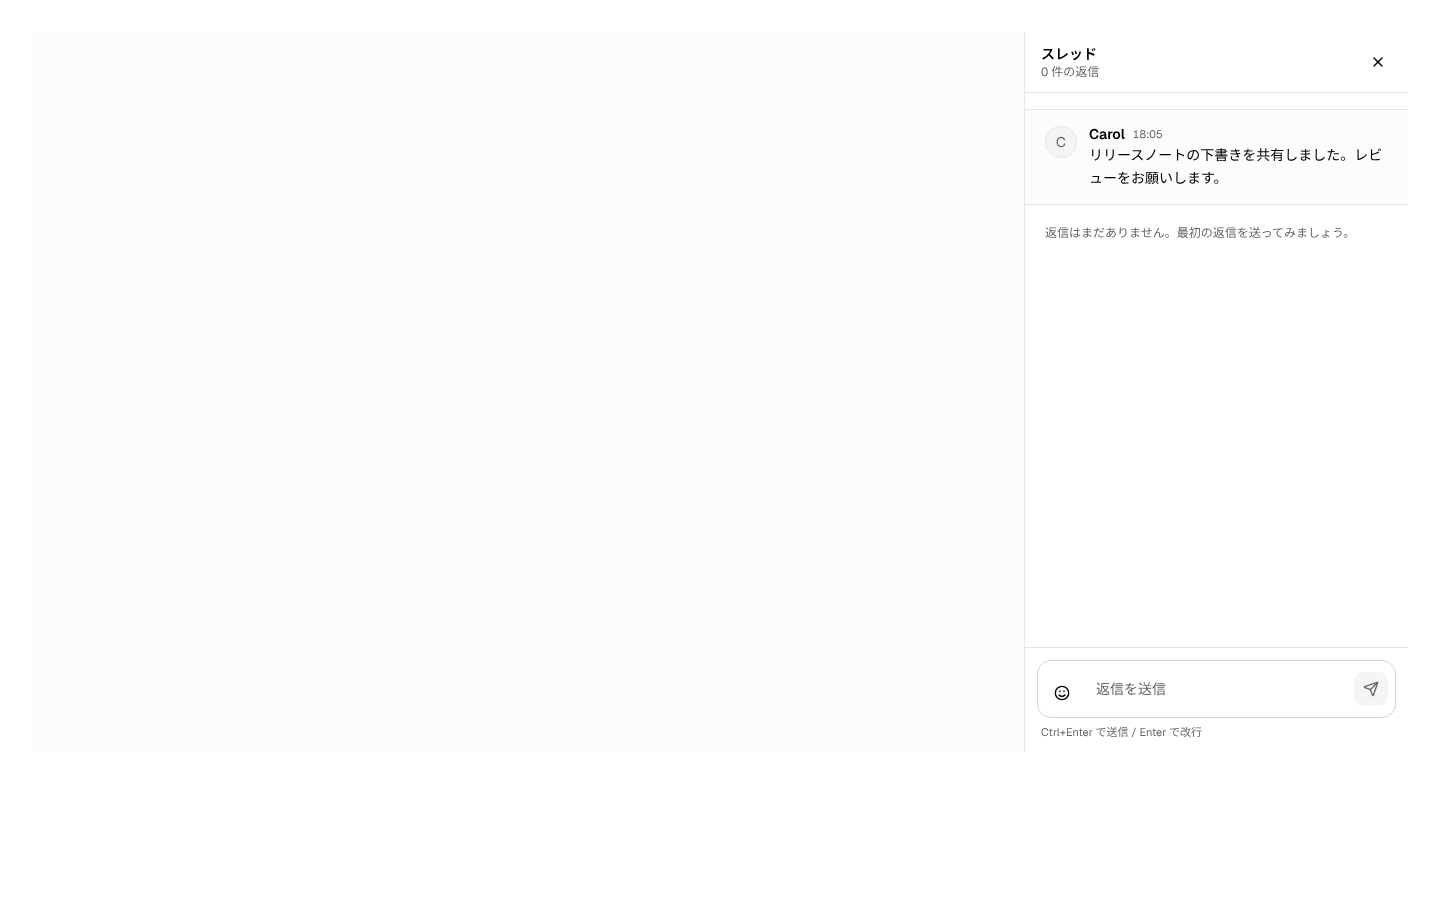 スレッド
0 件の返信
C
Carol 18:05
リリースノートの下書きを共有しました。レビ
ューをお願いします。
返信はまだありません。最初の返信を送ってみましょう。
返信を送信
Ctrl+Enter で送信 / Enter で改行